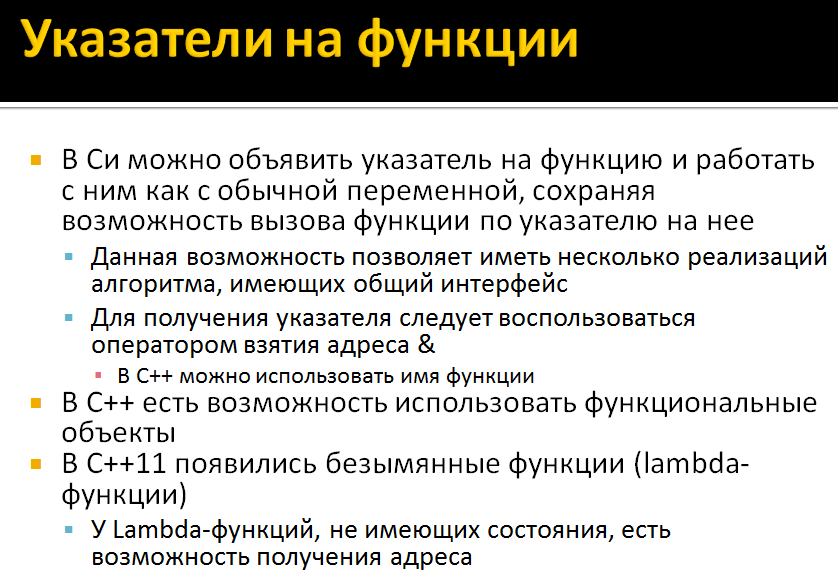 Указатели на функции
В Си можно объявить указатель на функцию и работать
с ним как с обычной переменной, сохраняя
возможность вызова функции по указателю на нее
Данная возможность позволяет иметь несколько реализаций
алгоритма, имеющих общий интерфейс
Для получения указателя следует воспользоваться
оператором взятия адреса &
В C++ можно использовать имя функции
В C++ есть возможность использовать функциональные
объекты
В C++11 появились безымянные функции (lambda-
функции)
У Lambda-функций, не имеющих состояния, есть
возможность получения адреса